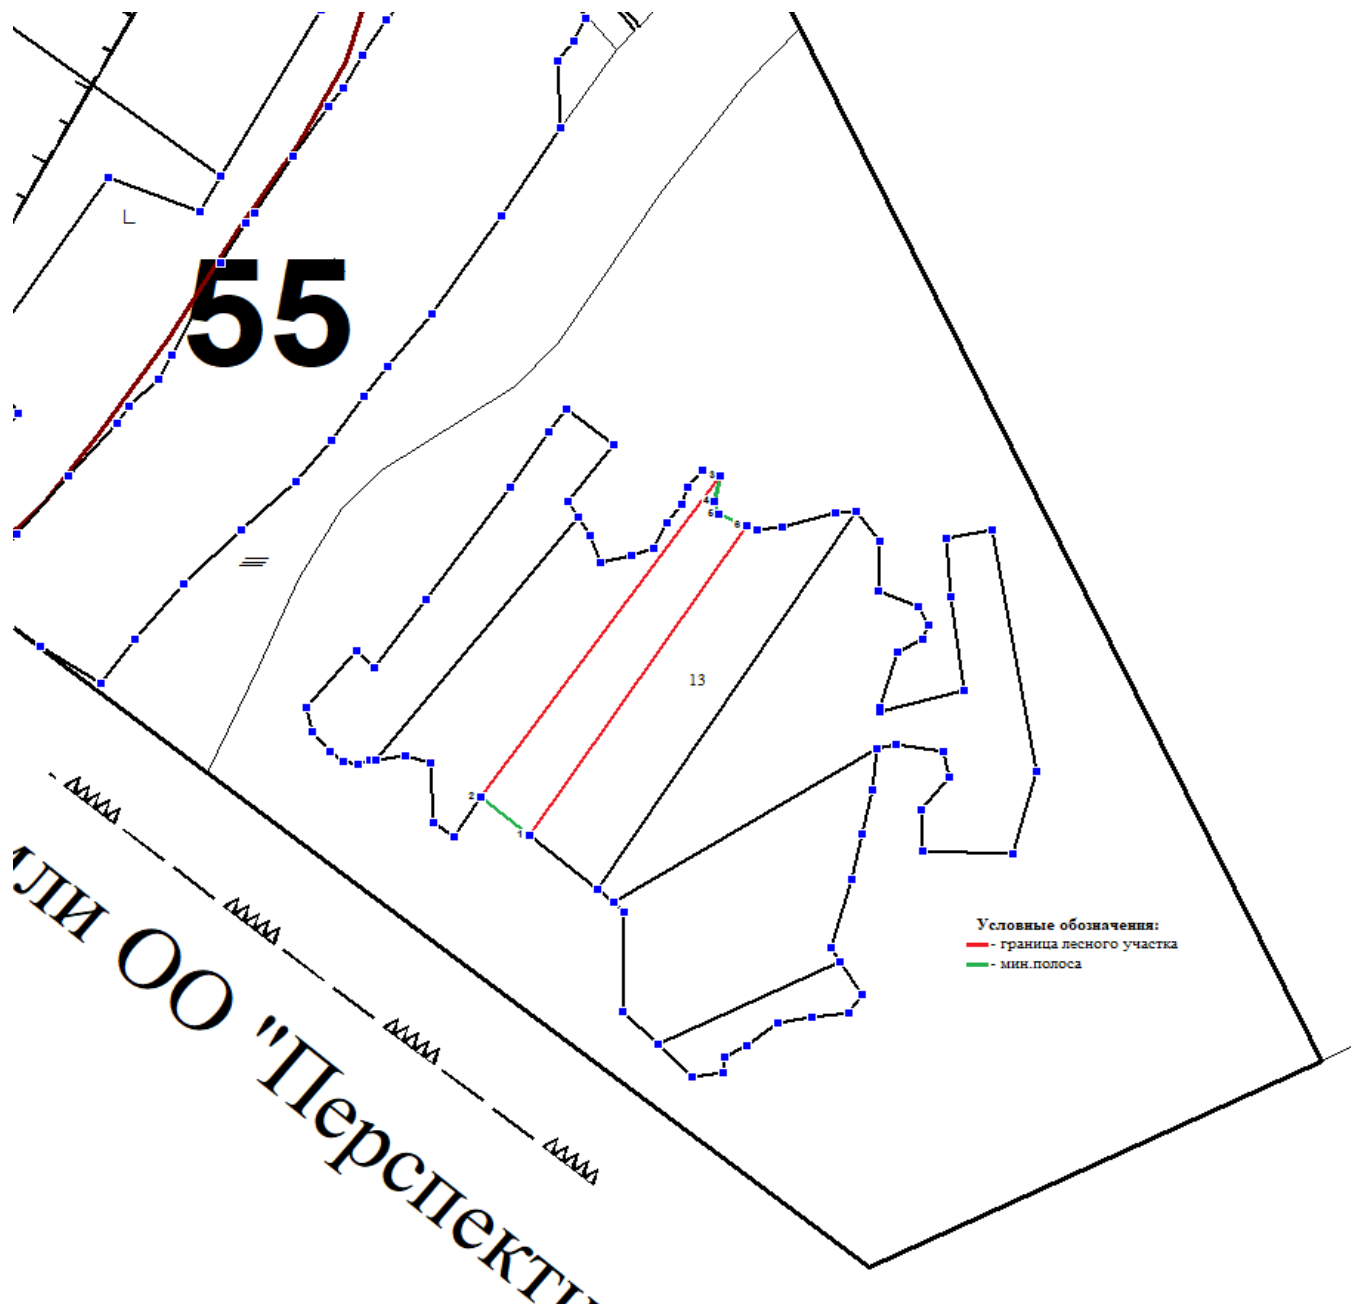 55
3
4
5
6
13
2
1
Условные обозначения:
- граница лесного участка
- мин.полоса
ли ОО "Перспекти